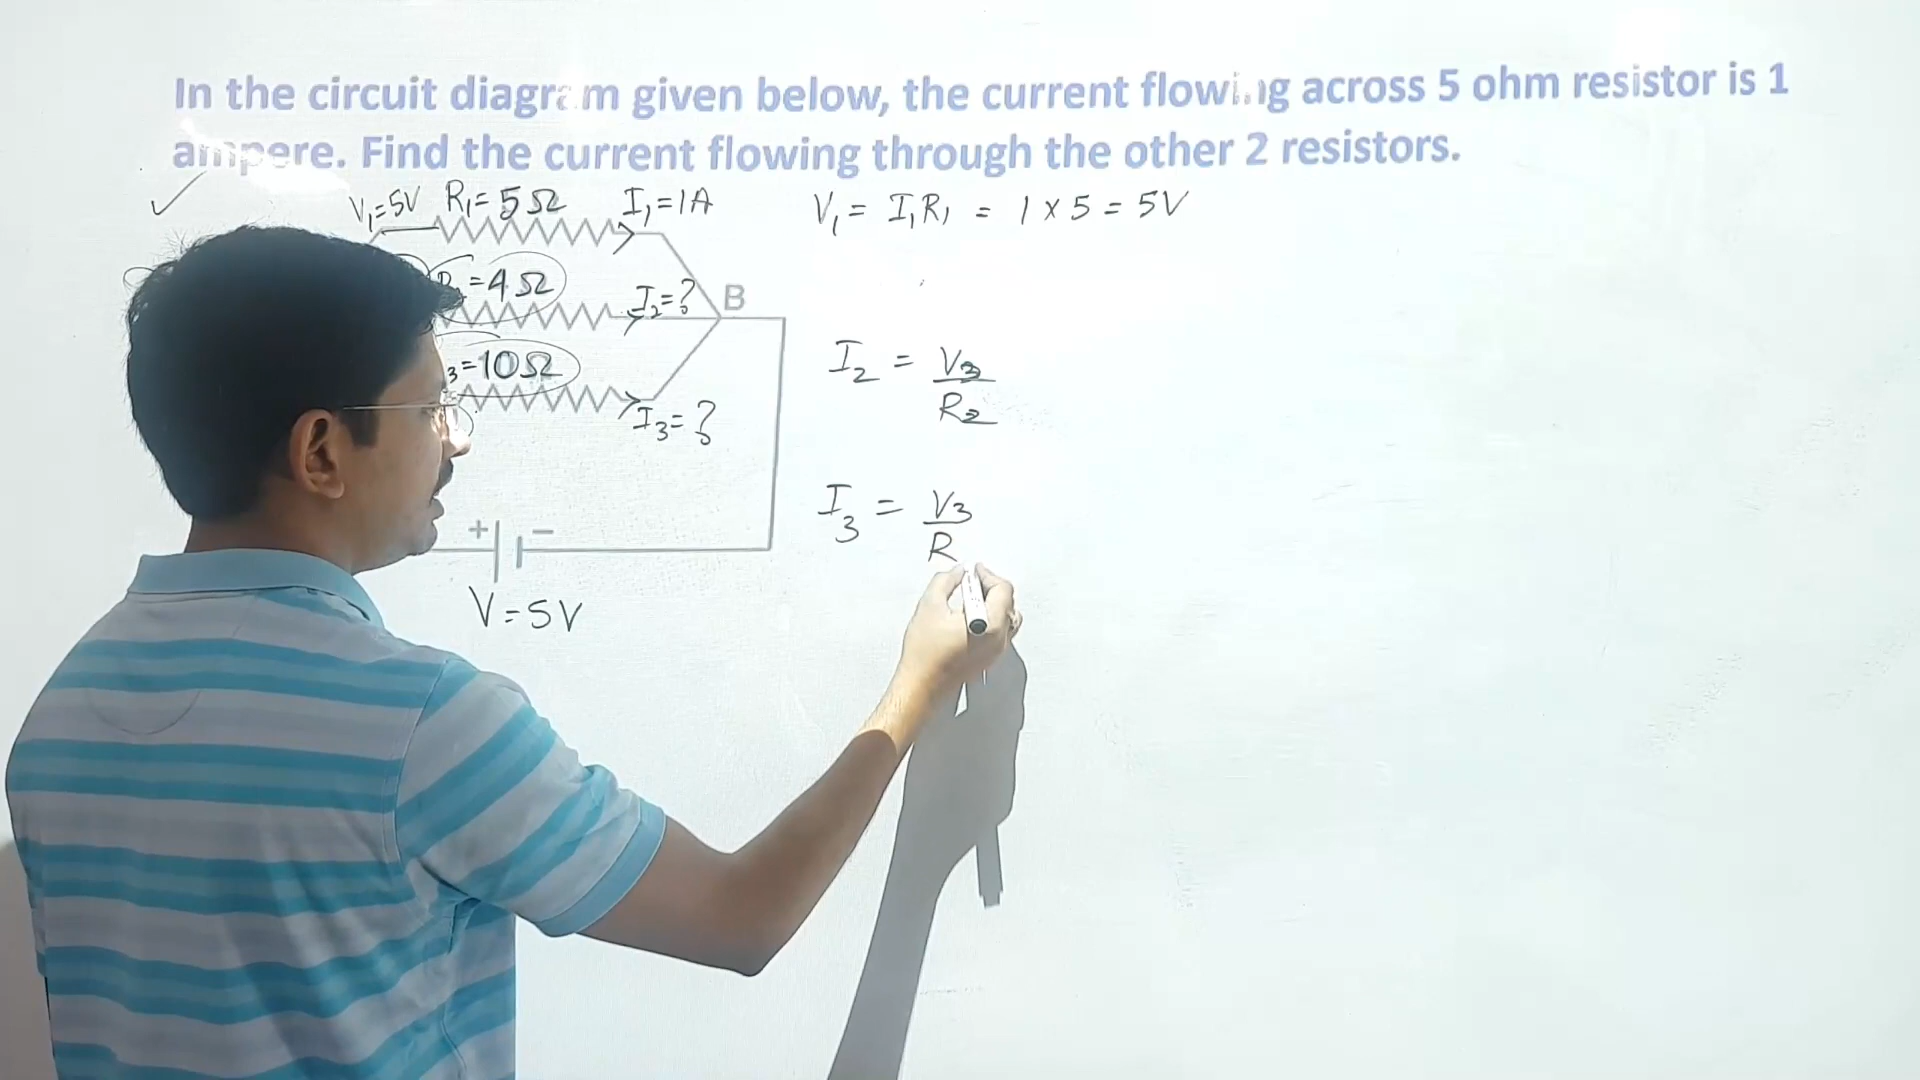 In the circuit diagram given below, the current flowing across 5 ohm resistor is 1
ampere. Find the current flowing through the other 2 resistors.
V₁=5V R₁=5Ω I₁=1A
V₁ = I₁R₁ = 1 × 5 = 5V
=4Ω I₂=? B
₃=10Ω
I₃=?
I₂ = V₃/R₂
I₃ = V₃/R
+ −
V=5V